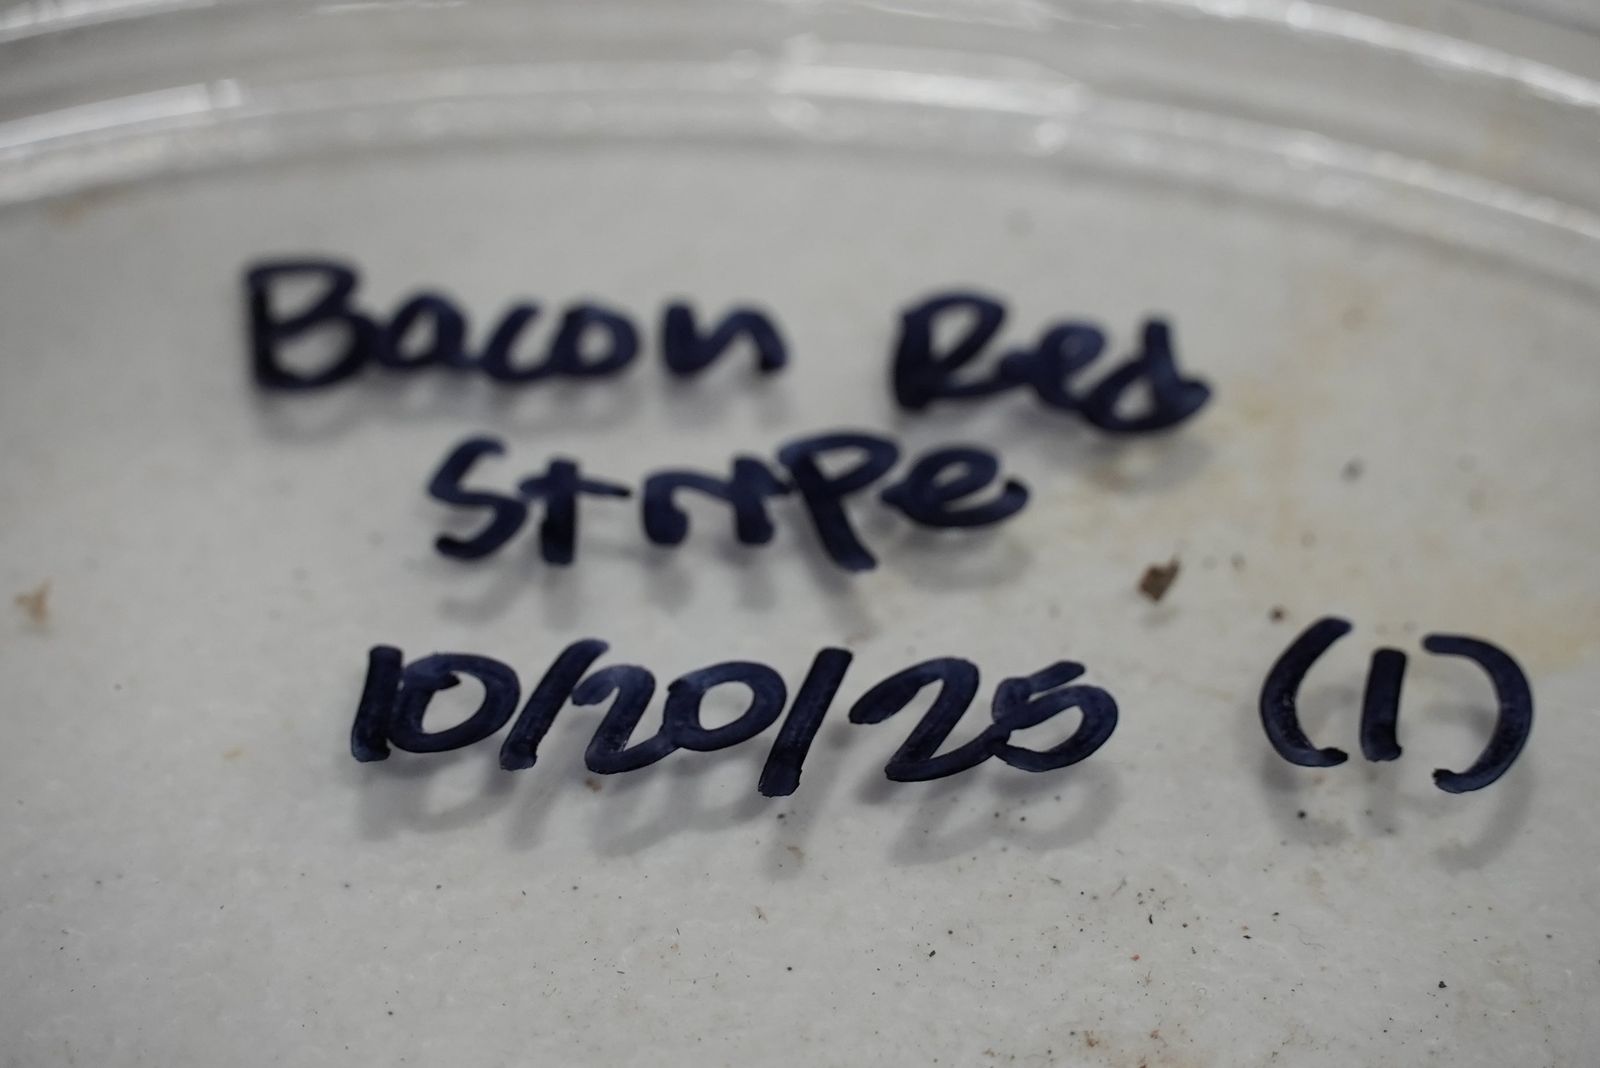 Bacon Red
Stripe
10/20/25 (1)